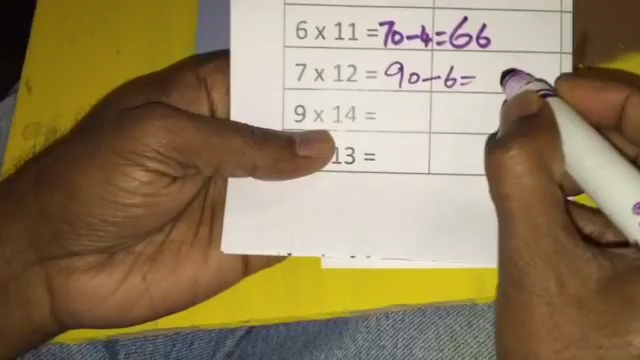 6 x 11 = 70-4=66
7 x 12 = 90-6=
9 x 14 =
13 =